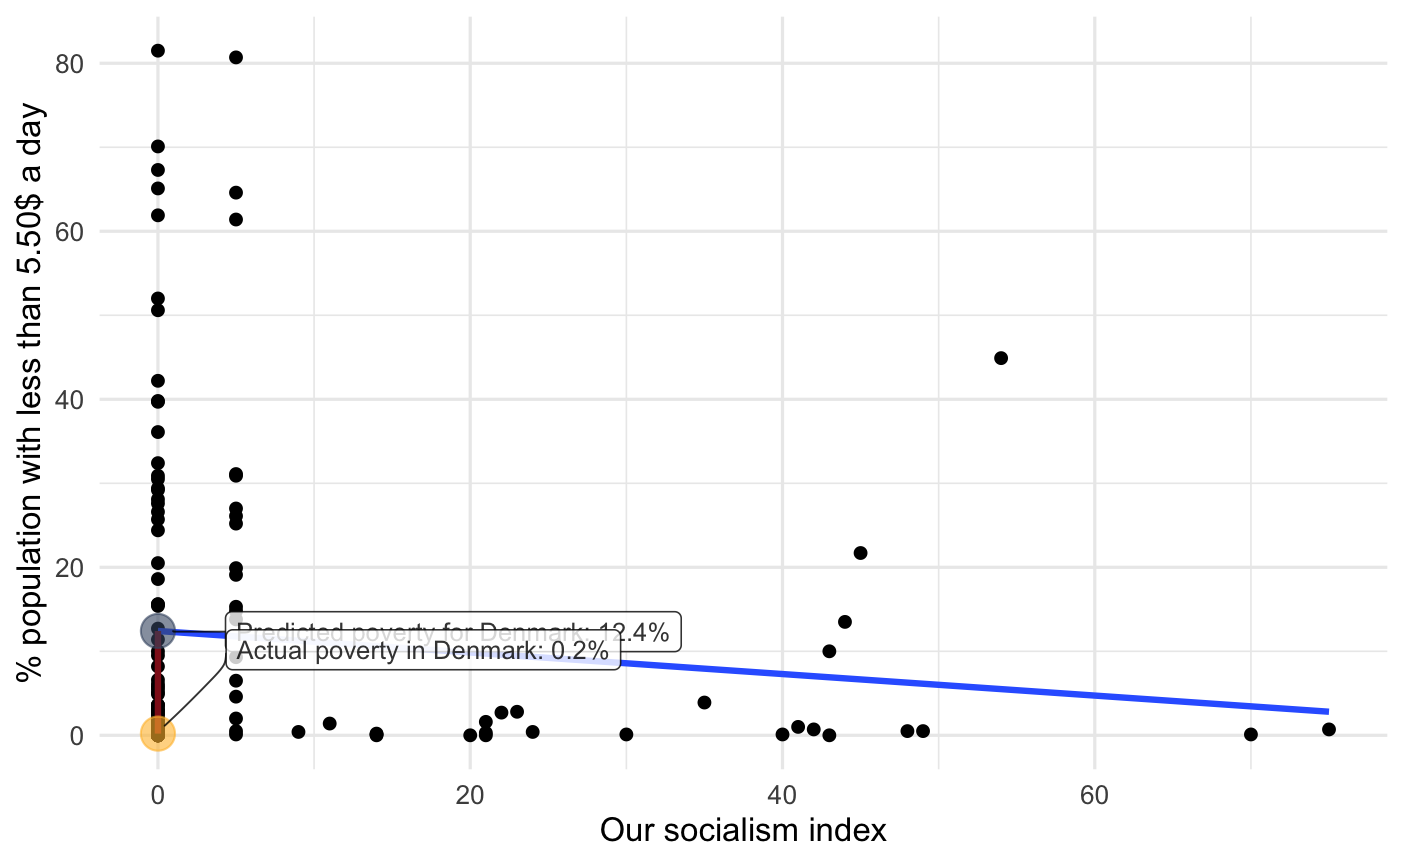 % population with less than 5.50$ a day
80
60
40
20
0
Predicted poverty for Denmark: 12.4%
Actual poverty in Denmark: 0.2%
0
20
40
60
Our socialism index